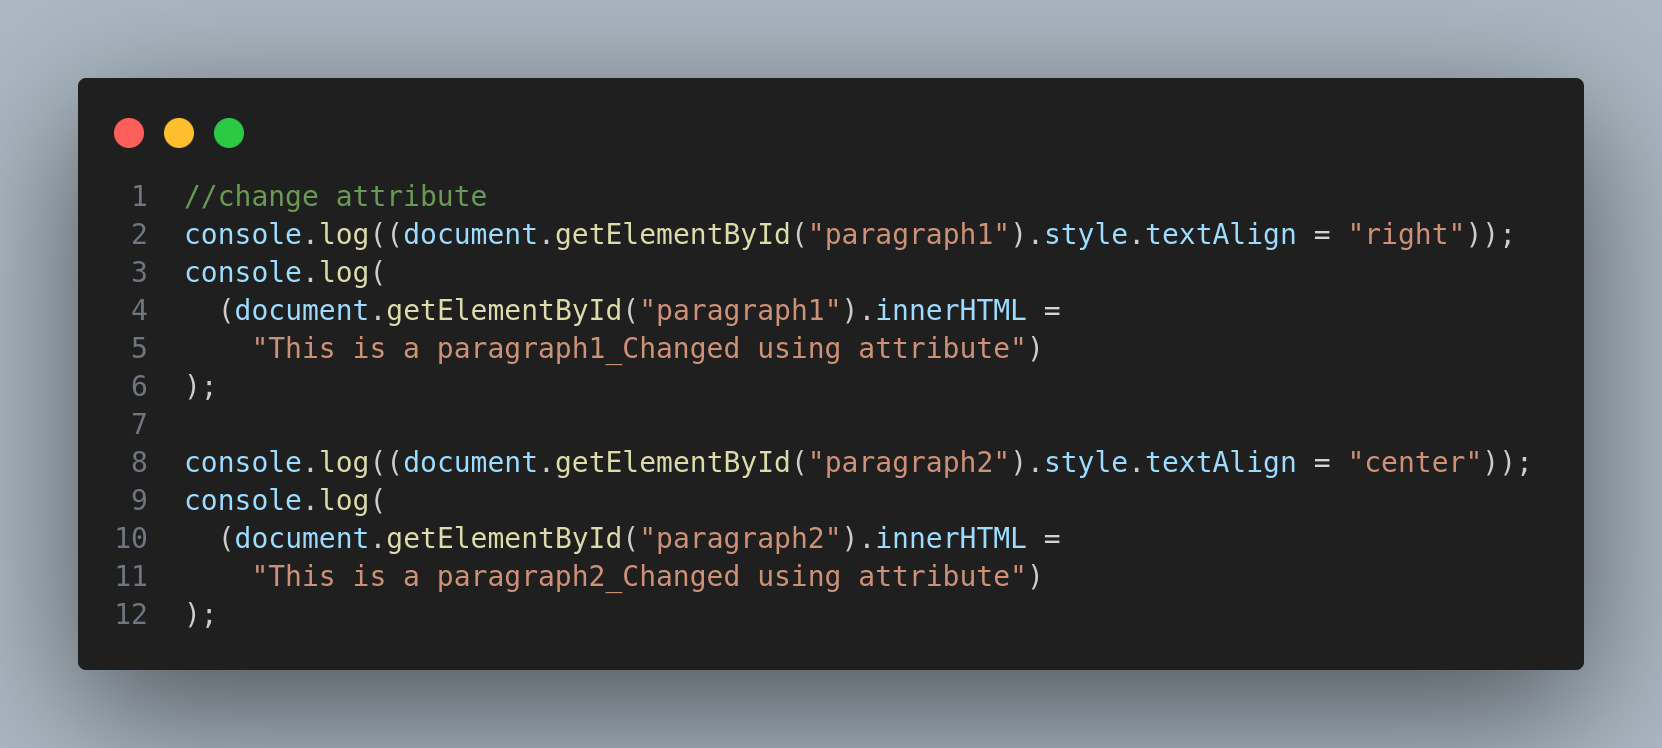 1 //change attribute
2 console.log((document.getElementById("paragraph1").style.textAlign = "right"));
3 console.log(
4   (document.getElementById("paragraph1").innerHTML =
5     "This is a paragraph1_Changed using attribute")
6 );
7
8 console.log((document.getElementById("paragraph2").style.textAlign = "center"));
9 console.log(
10   (document.getElementById("paragraph2").innerHTML =
11     "This is a paragraph2_Changed using attribute")
12 );